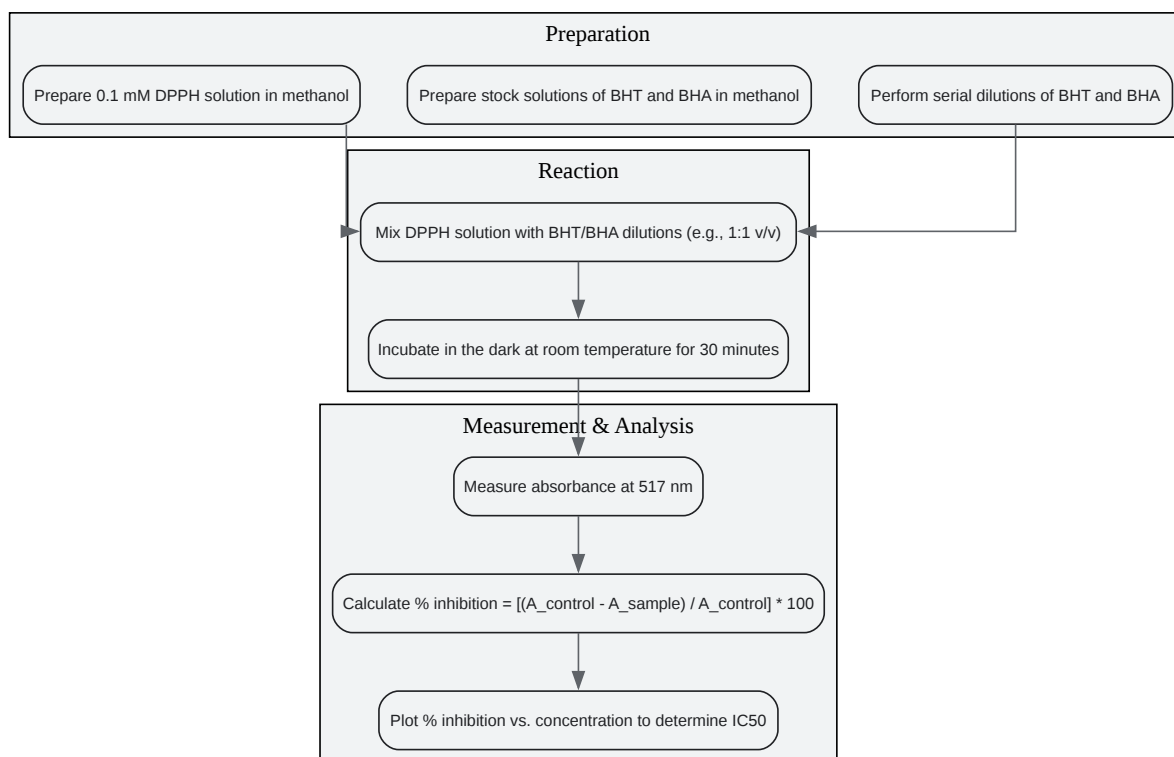 Preparation
Prepare 0.1 mM DPPH solution in methanol
Prepare stock solutions of BHT and BHA in methanol
Perform serial dilutions of BHT and BHA
Reaction
Mix DPPH solution with BHT/BHA dilutions (e.g., 1:1 v/v)
Incubate in the dark at room temperature for 30 minutes
Measurement & Analysis
Measure absorbance at 517 nm
Calculate % inhibition = [(A_control - A_sample) / A_control] * 100
Plot % inhibition vs. concentration to determine IC50